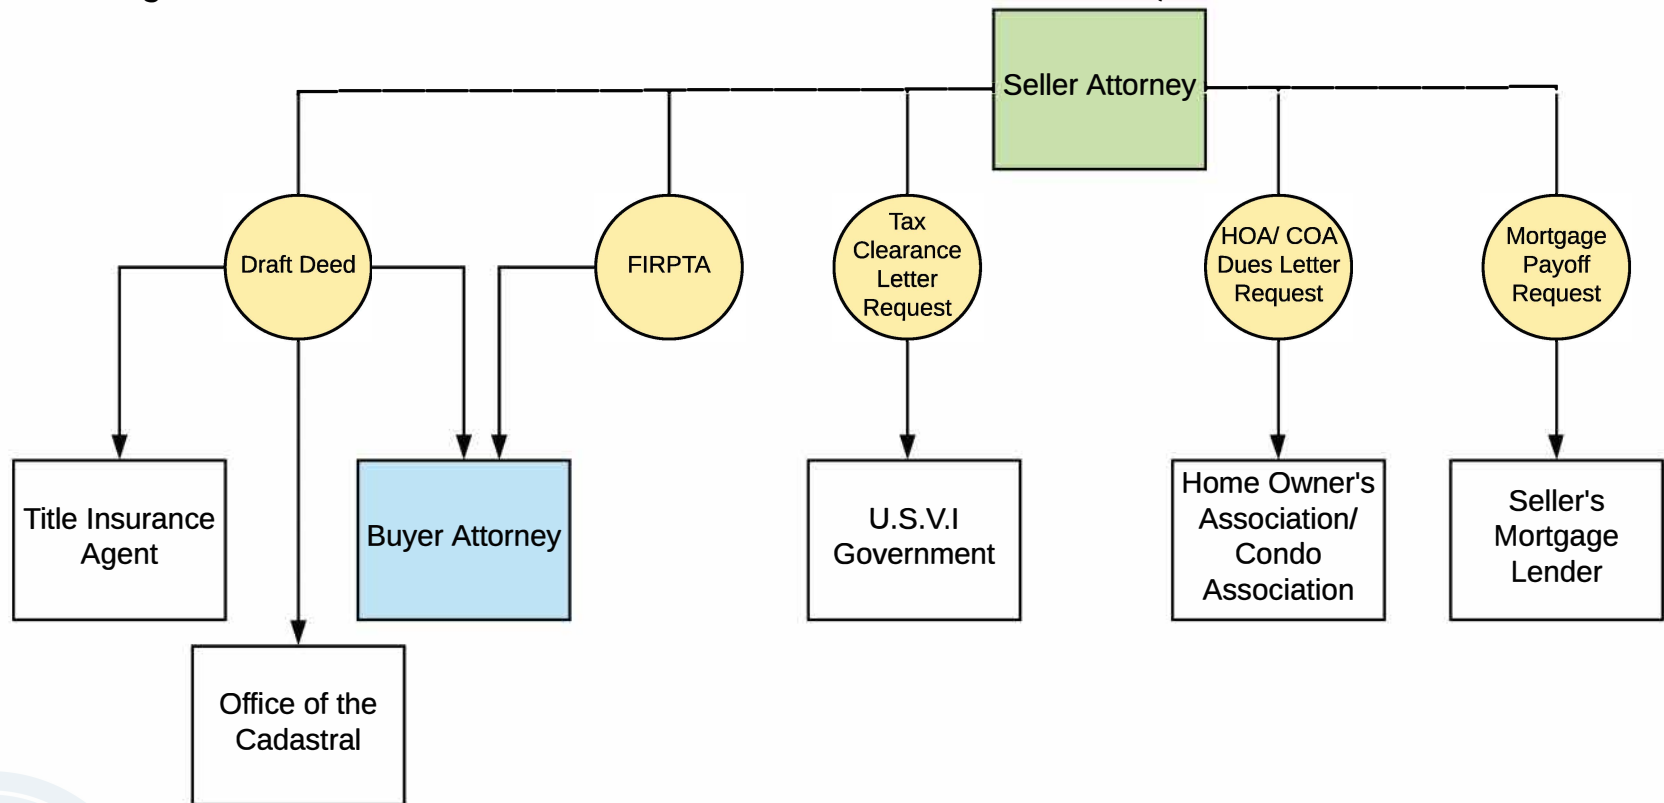 Seller Attorney
Draft Deed
FIRPTA
Tax
Clearance
Letter
Request
HOA/ COA
Dues Letter
Request
Mortgage
Payoff
Request
Title Insurance
Agent
Buyer Attorney
U.S.V.I
Government
Home Owner's
Association/
Condo
Association
Seller's
Mortgage
Lender
Office of the
Cadastral